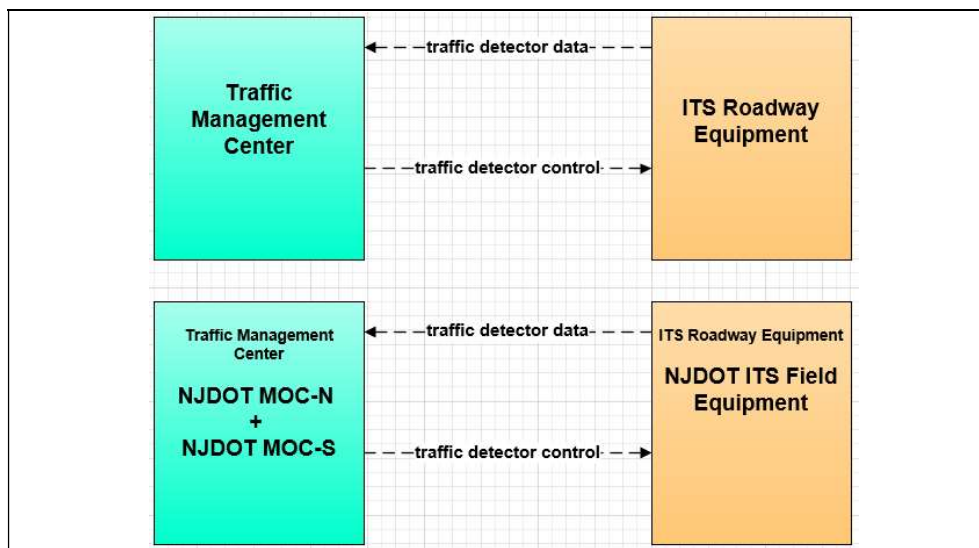 traffic detector data
Traffic
Management
Center
ITS Roadway
Equipment
traffic detector control
traffic detector data
Traffic Management
Center
NJDOT MOC-N
+
NJDOT MOC-S
ITS Roadway Equipment
NJDOT ITS Field
Equipment
traffic detector control